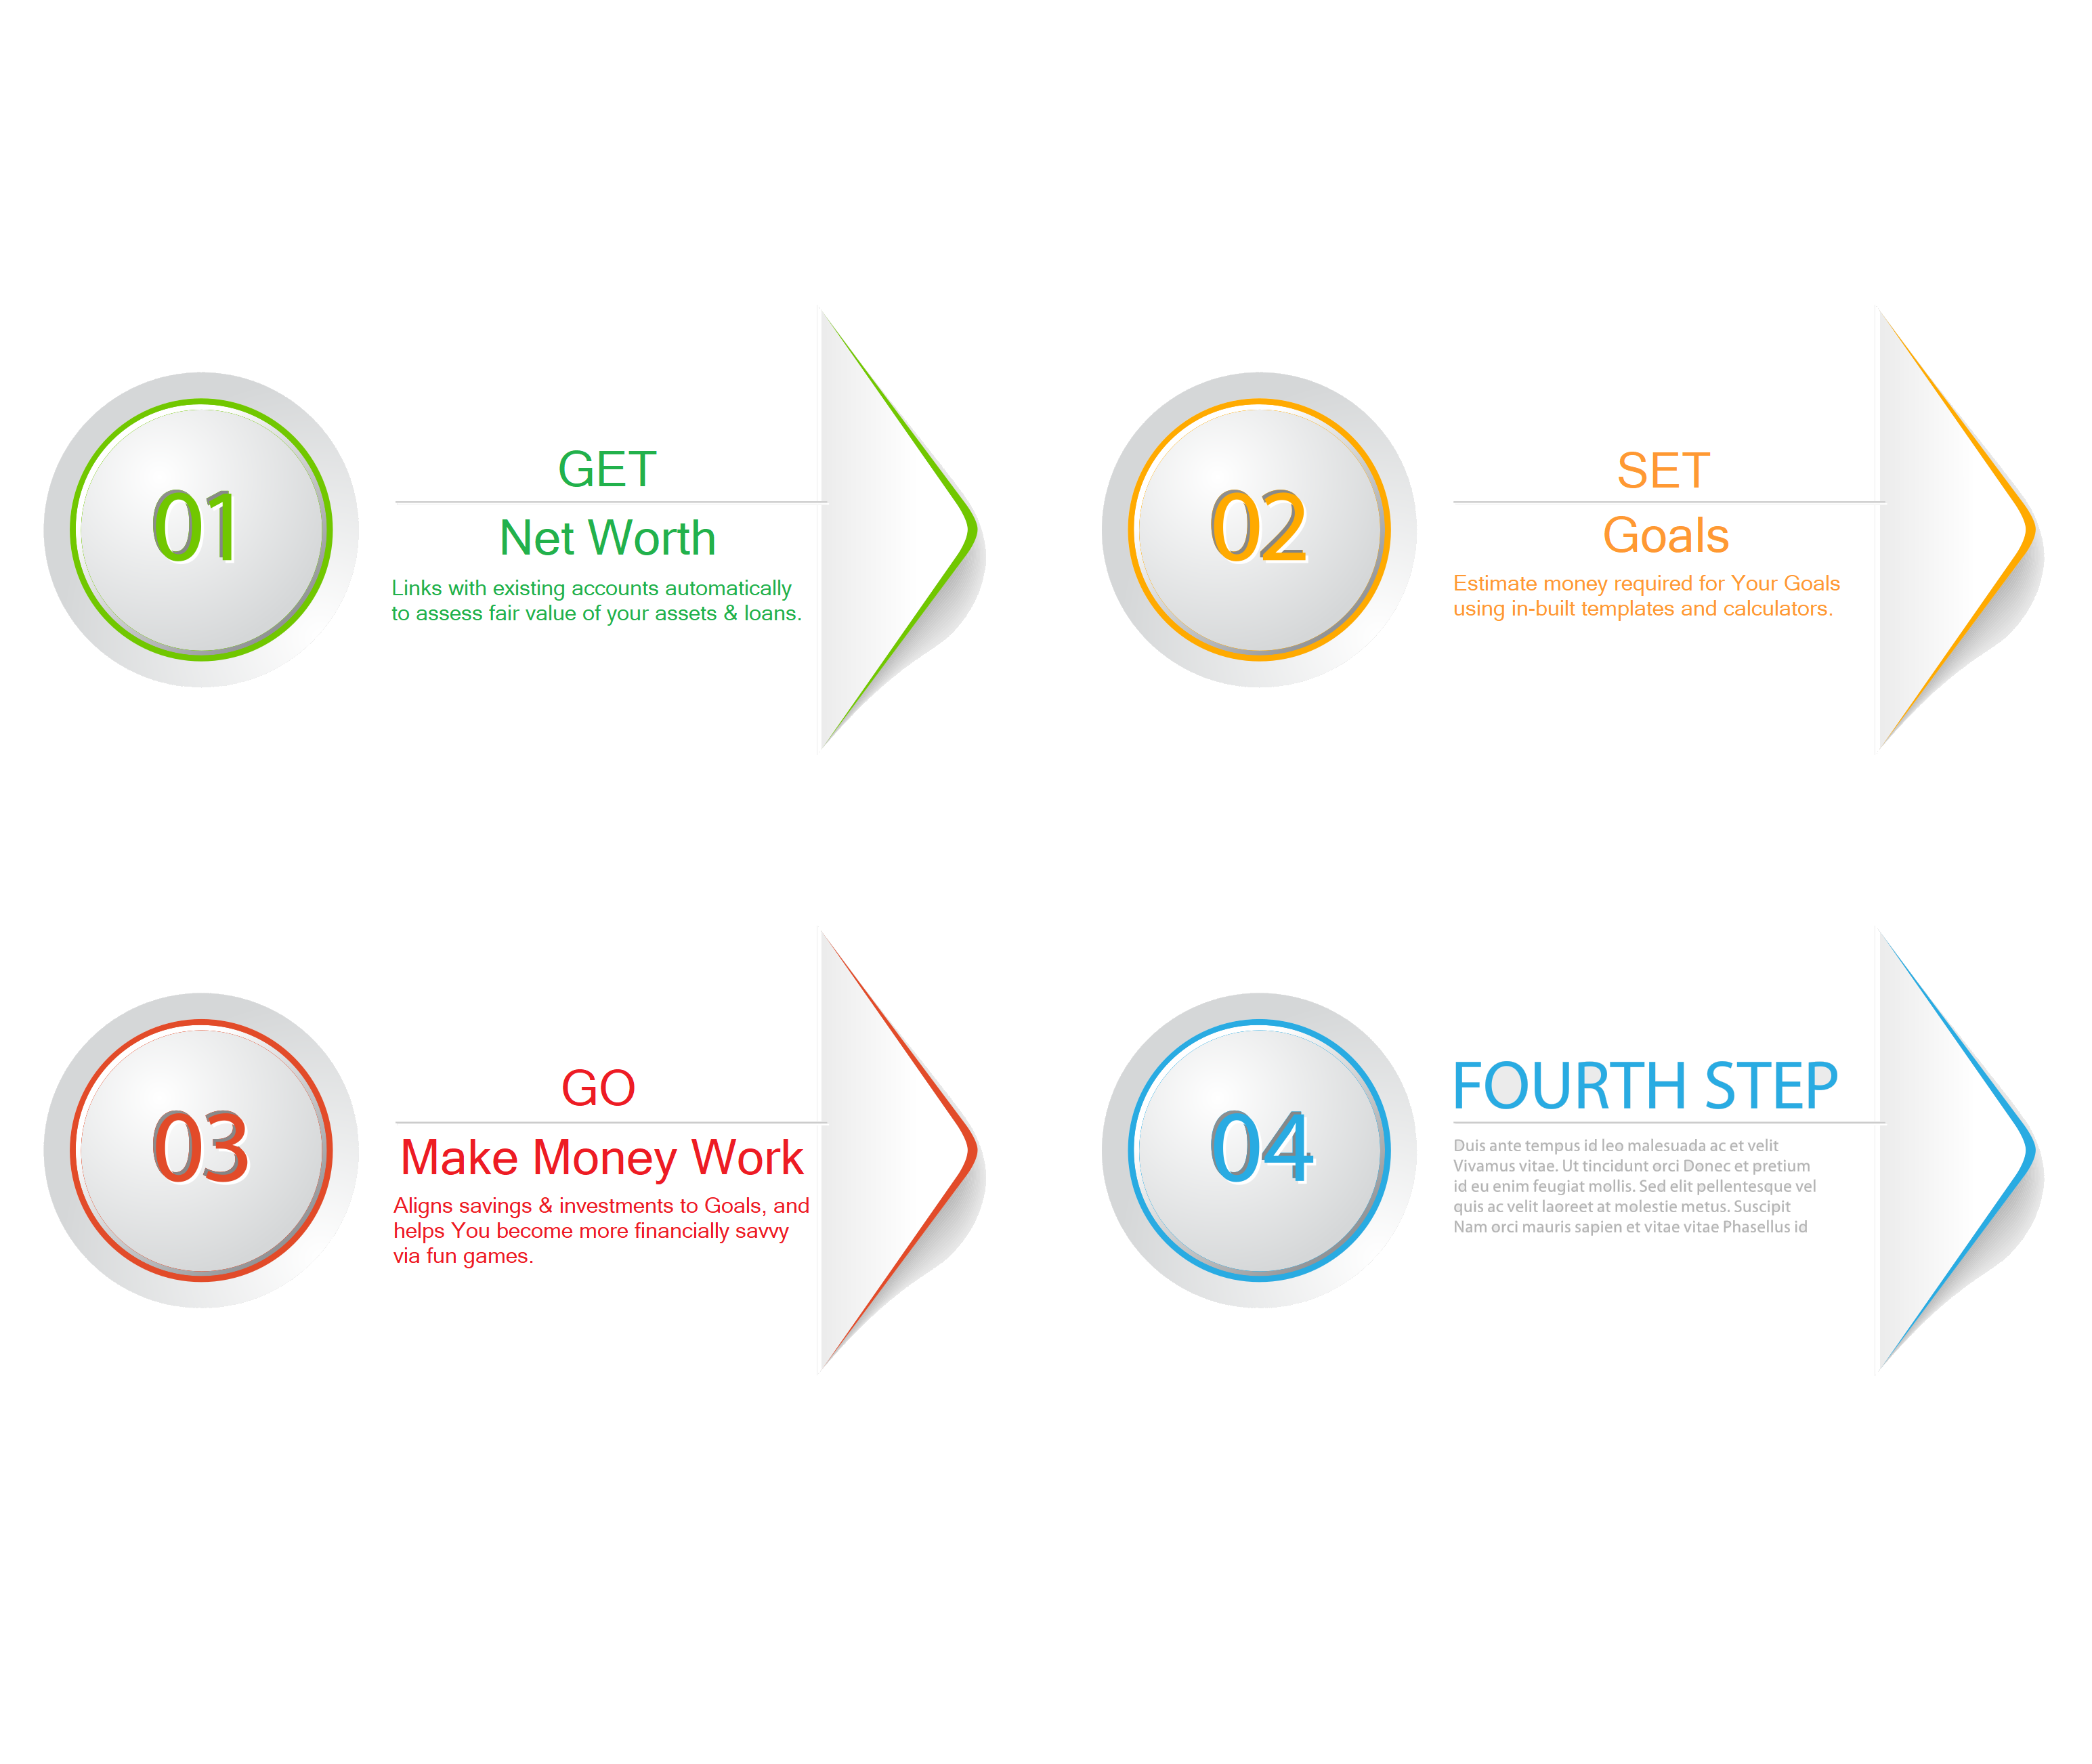 01
GET
Net Worth
Links with existing accounts automatically
to assess fair value of your assets & loans.
02
SET
Goals
Estimate money required for Your Goals
using in-built templates and calculators.
03
GO
Make Money Work
Aligns savings & investments to Goals, and
helps You become more financially savvy
via fun games.
04
FOURTH STEP
Duis ante tempus id leo malesuada ac et velit
Vivamus vitae. Ut tincidunt orci Donec et pretium
id eu enim feugiat mollis. Sed elit pellentesque vel
quis ac velit laoreet at molestie metus. Suscipit
Nam orci mauris sapien et vitae vitae Phasellus id